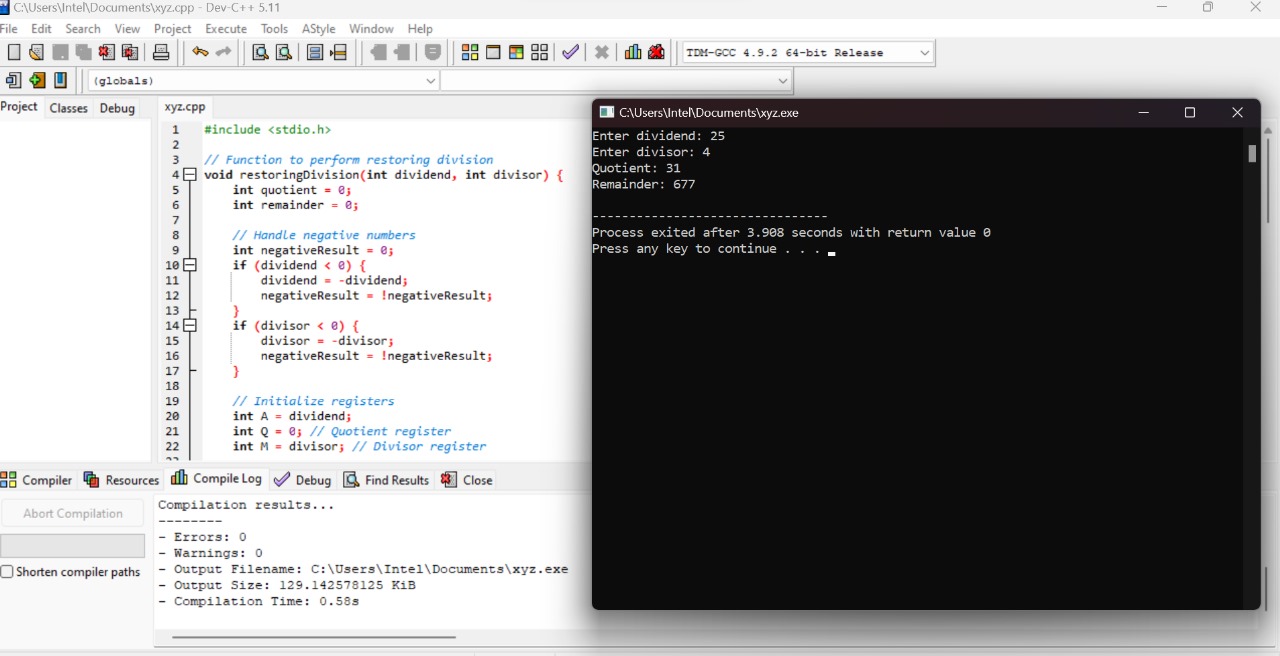 C:\Users\Intel\Documents\xyz.cpp - Dev-C++ 5.11
File Edit Search View Project Execute Tools AStyle Window Help
TDM-GCC 4.9.2 64-bit Release
(globals)
Project Classes Debug
xyz.cpp
1 #include <stdio.h>
2
3 // Function to perform restoring division
4 void restoringDivision(int dividend, int divisor) {
5 int quotient = 0;
6 int remainder = 0;
7
8 // Handle negative numbers
9 int negativeResult = 0;
10 if (dividend < 0) {
11 dividend = -dividend;
12 negativeResult = !negativeResult;
13 }
14 if (divisor < 0) {
15 divisor = -divisor;
16 negativeResult = !negativeResult;
17 }
18
19 // Initialize registers
20 int A = dividend;
21 int Q = 0; // Quotient register
22 int M = divisor; // Divisor register
C:\Users\Intel\Documents\xyz.exe
Enter dividend: 25
Enter divisor: 4
Quotient: 31
Remainder: 677
--------------------------------
Process exited after 3.908 seconds with return value 0
Press any key to continue . . .
Compiler Resources Compile Log Debug Find Results Close
Abort Compilation
Shorten compiler paths
Compilation results...
--------
- Errors: 0
- Warnings: 0
- Output Filename: C:\Users\Intel\Documents\xyz.exe
- Output Size: 129.142578125 KiB
- Compilation Time: 0.58s